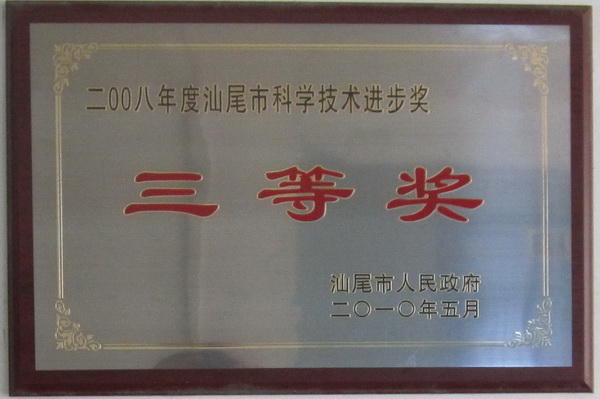 二00八年度汕尾市科学技术进步奖
三等奖
汕尾市人民政府
二〇一〇年五月